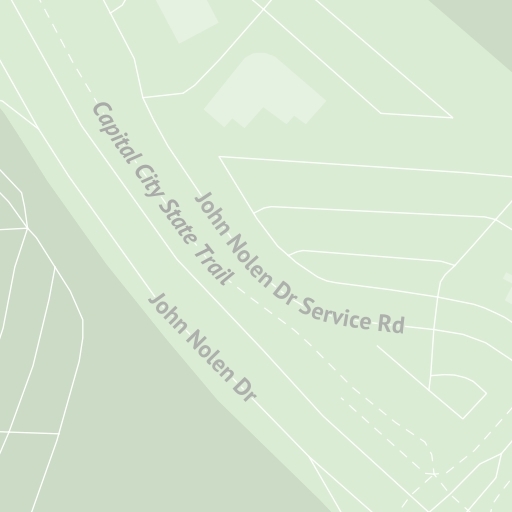 Capital City State Trail
John Nolen Dr Service Rd
John Nolen Dr